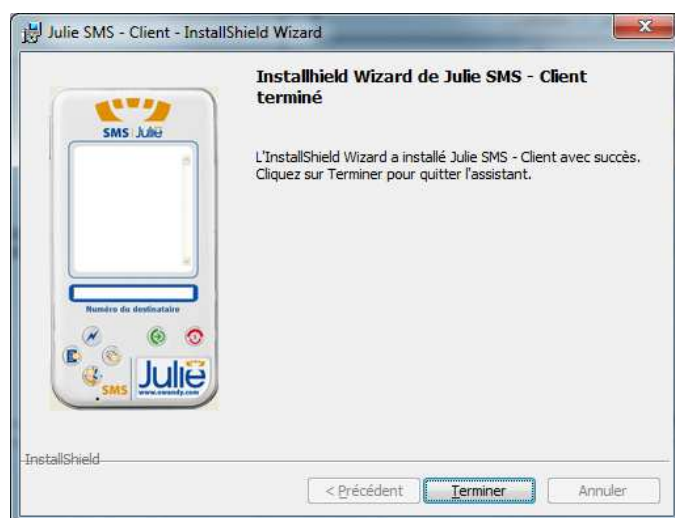 Julie SMS - Client - InstallShield Wizard
Installhield Wizard de Julie SMS - Client
terminé
SMS Julie
L'InstallShield Wizard a installé Julie SMS - Client avec succès.
Cliquez sur Terminer pour quitter l'assistant.
Numéro du destinataire
SMS
Julie
www.owandy.com
InstallShield
< Précédent
Terminer
Annuler